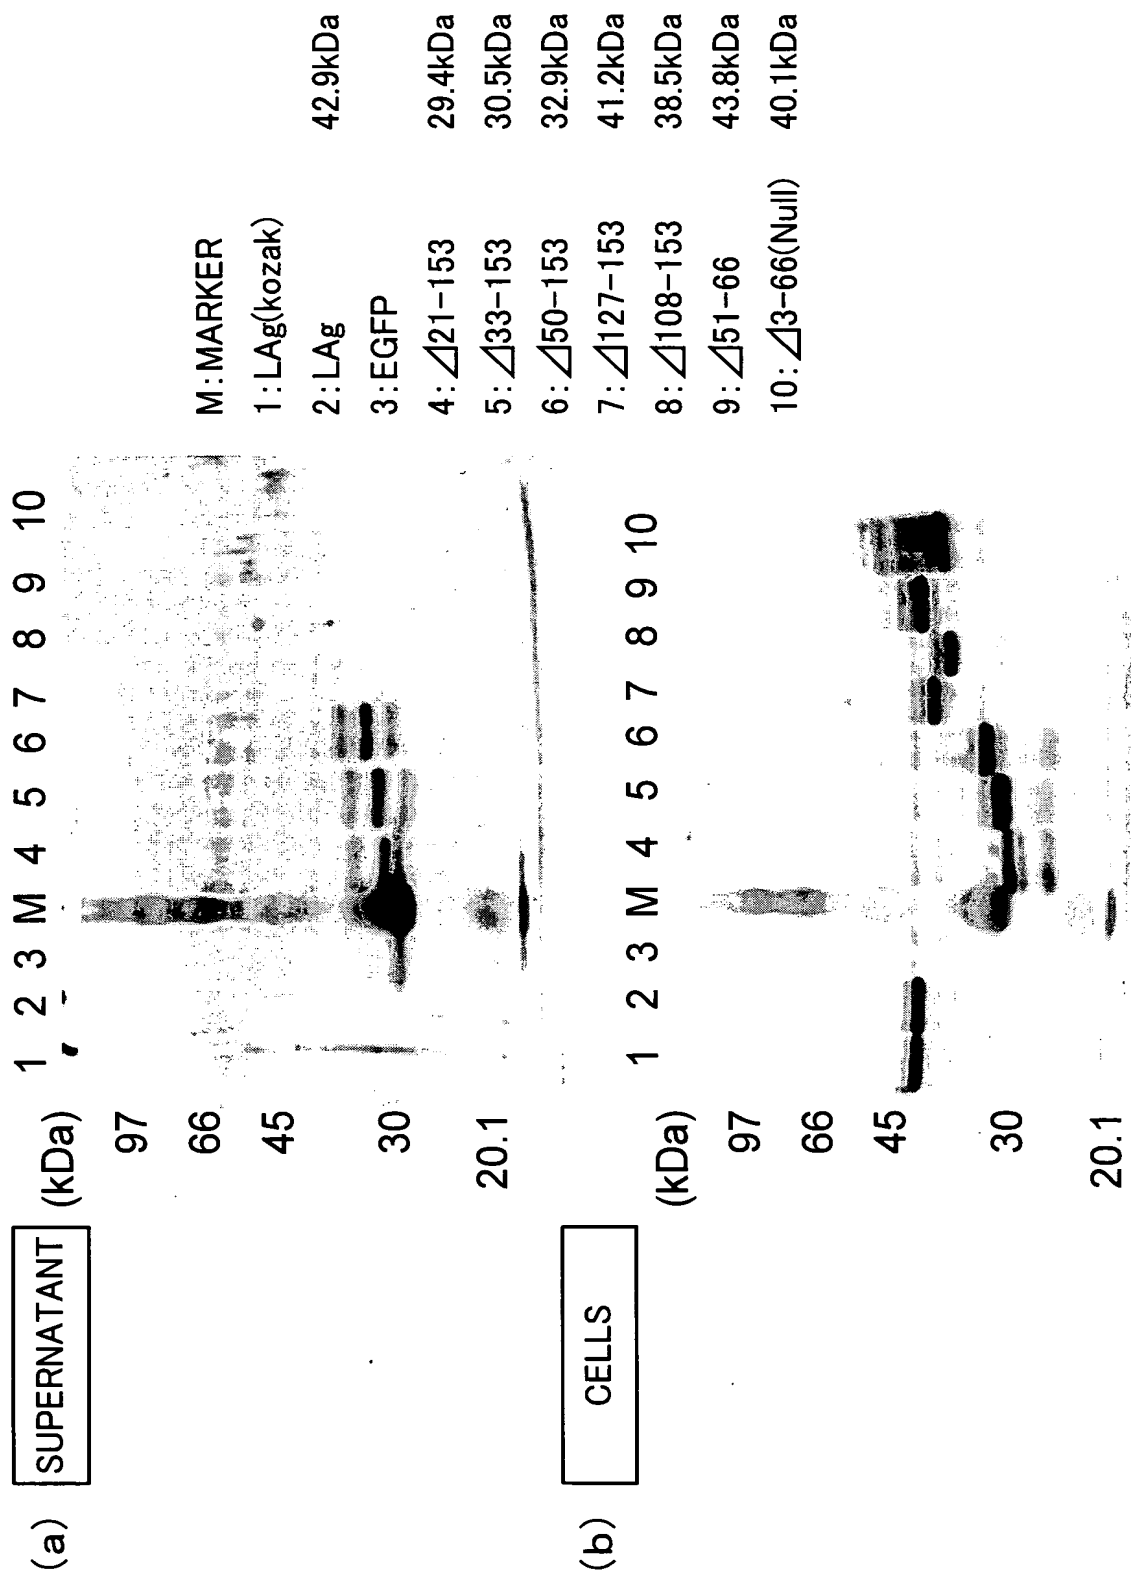 (a) SUPERNATANT
(kDa) 1 2 3 M 4 5 6 7 8 9 10
97
66
45
30
20.1
(b) CELLS
(kDa) 1 2 3 M 4 5 6 7 8 9 10
97
66
45
30
20.1
M:MARKER
1:LAg(kozak)
2:LAg 42.9kDa
3:EGFP
4:⊿21-153 29.4kDa
5:⊿33-153 30.5kDa
6:⊿50-153 32.9kDa
7:⊿127-153 41.2kDa
8:⊿108-153 38.5kDa
9:⊿51-66 43.8kDa
10:⊿3-66(Null) 40.1kDa